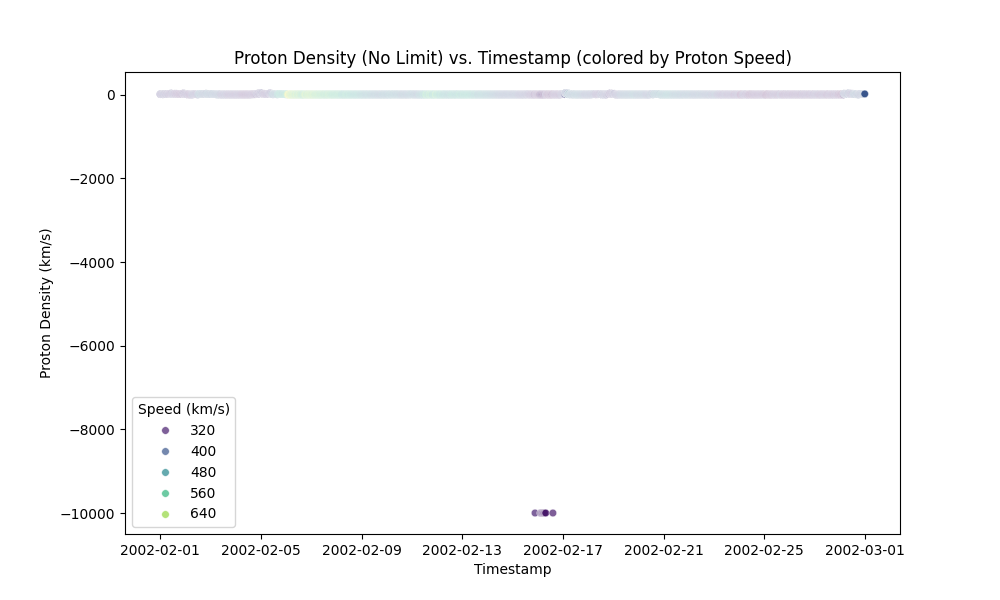 Proton Density (No Limit) vs. Timestamp (colored by Proton Speed)
Proton Density (km/s)
0
−2000
−4000
−6000
−8000
−10000
Speed (km/s)
320
400
480
560
640
2002-02-01 2002-02-05 2002-02-09 2002-02-13 2002-02-17 2002-02-21 2002-02-25 2002-03-01
Timestamp